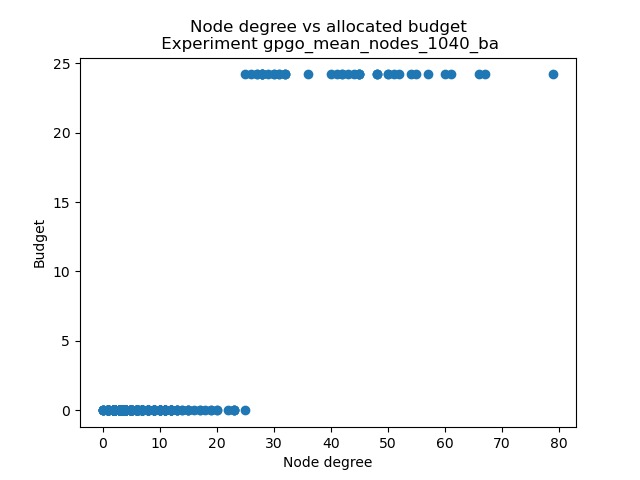 Node degree vs allocated budget
Experiment gpgo_mean_nodes_1040_ba
25
20
15
10
5
0
Budget
0 10 20 30 40 50 60 70 80
Node degree